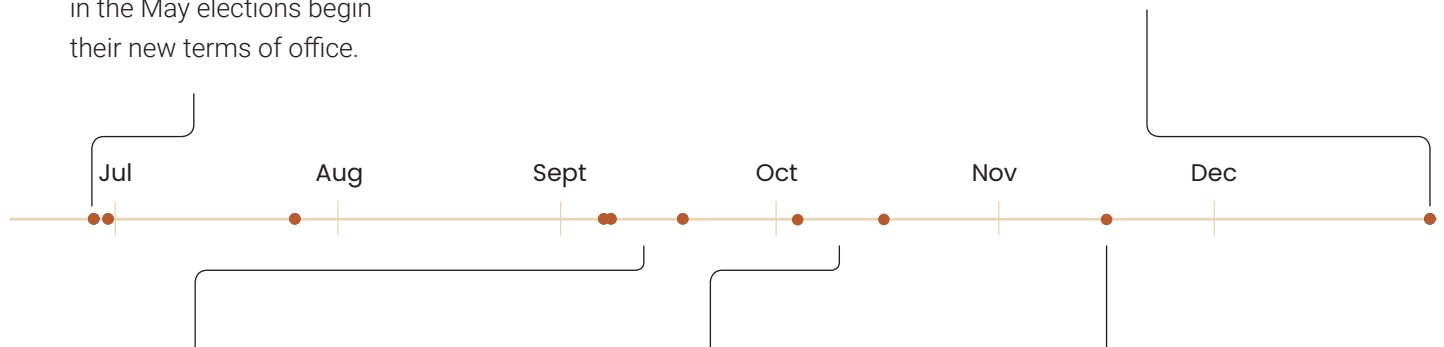 in the May elections begin
their new terms of office.
Jul Aug Sept Oct Nov Dec